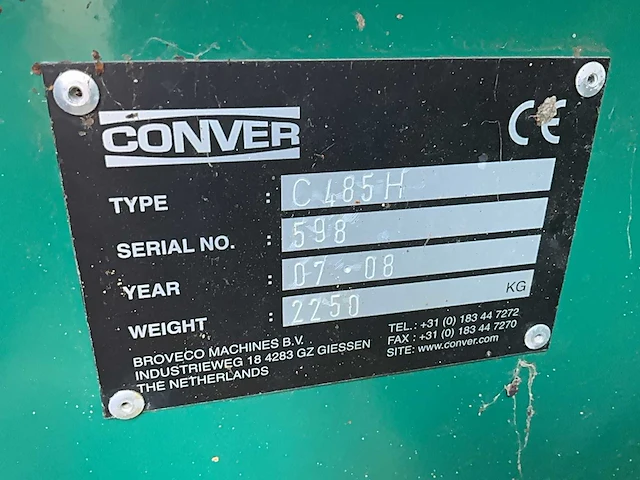 CONVER
CE
TYPE : C 485H
SERIAL NO. : 598
YEAR : 07 • 08
WEIGHT : 2250 KG
BROVECO MACHINES B.V.
INDUSTRIEWEG 18 4283 GZ GIESSEN
THE NETHERLANDS
TEL.: +31 (0) 183 44 7272
FAX : +31 (0) 183 44 7270
SITE: www.conver.com